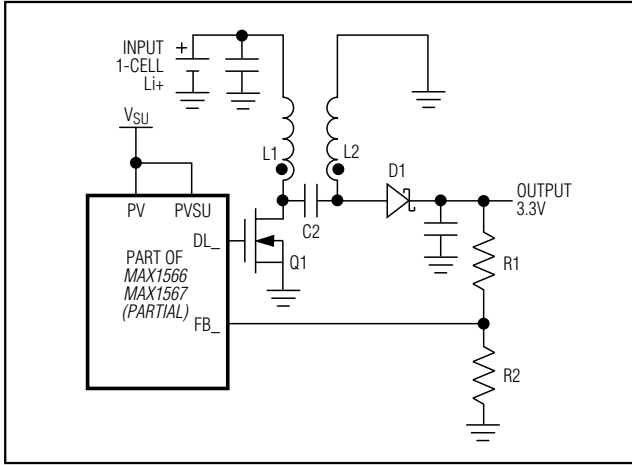 INPUT
1-CELL
Li+
+
VSU
L1
L2
D1
OUTPUT
3.3V
PV
PVSU
C2
DL_
Q1
R1
PART OF
MAX1566
MAX1567
(PARTIAL)
FB_
R2